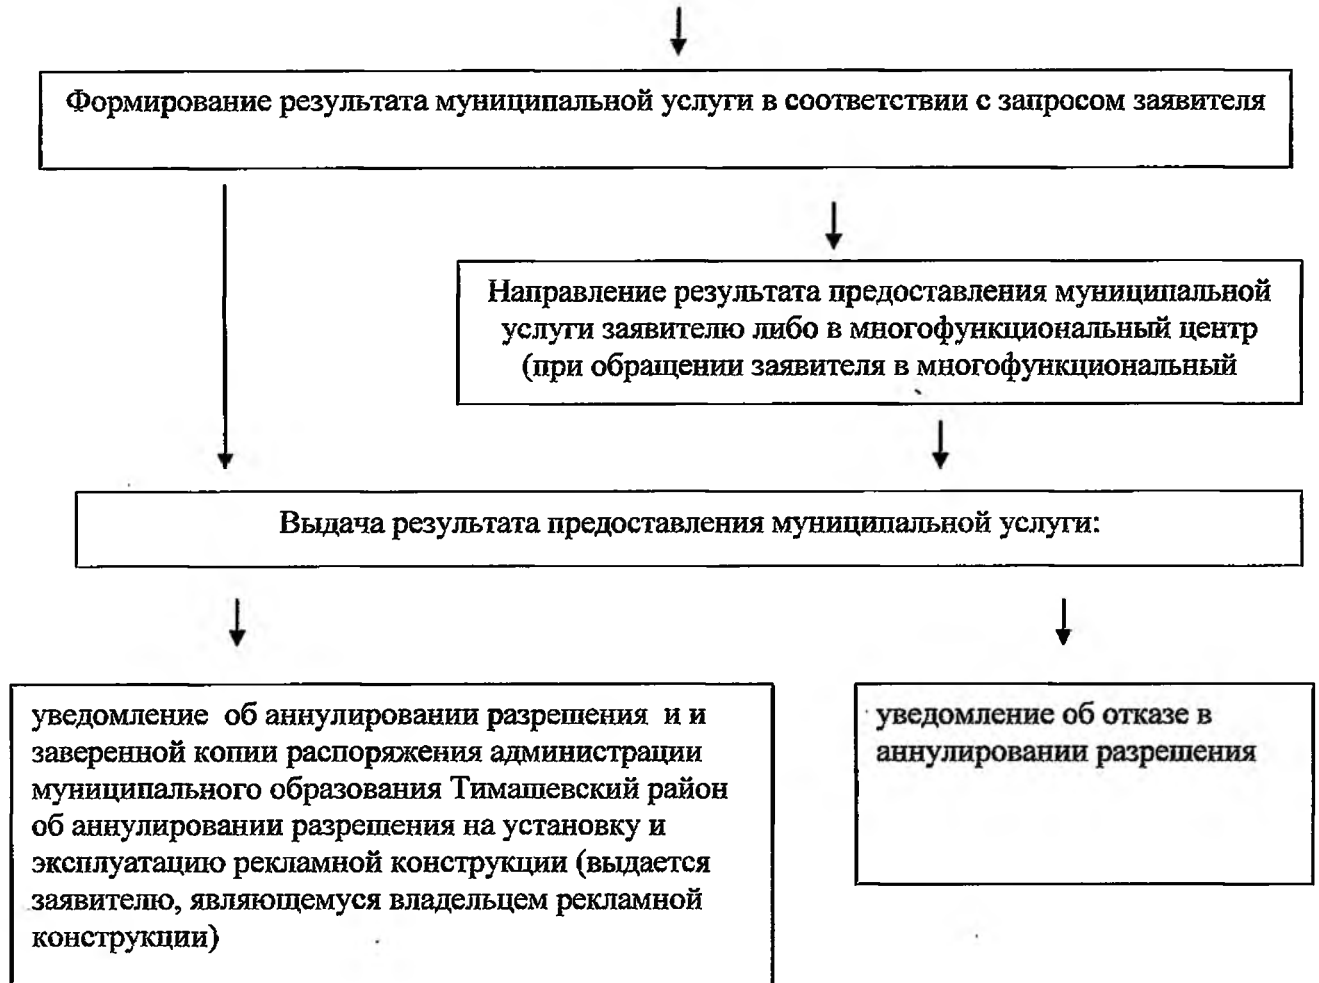 Формирование результата муниципальной услуги в соответствии с запросом заявителя
Направление результата предоставления муниципальной
услуги заявителю либо в многофункциональный центр
(при обращении заявителя в многофункциональный
Выдача результата предоставления муниципальной услуги:
уведомление об аннулировании разрешения и и
заверенной копии распоряжения администрации
муниципального образования Тимашевский район
об аннулировании разрешения на установку и
эксплуатацию рекламной конструкции (выдается
заявителю, являющемуся владельцем рекламной
конструкции)
уведомление об отказе в
аннулировании разрешения